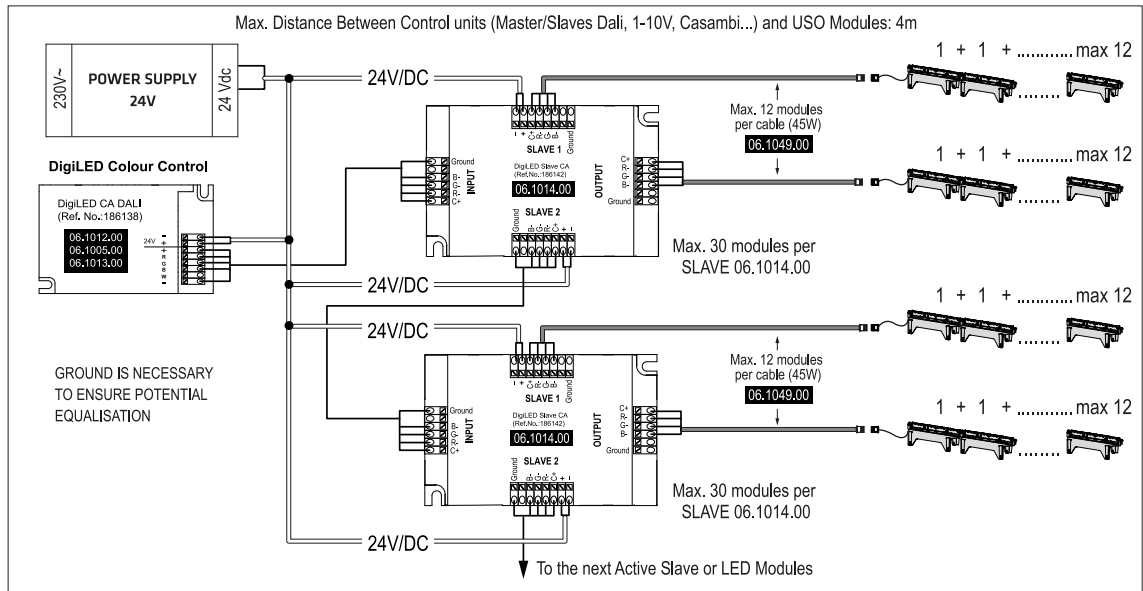 Max. Distance Between Control units (Master/Slaves Dali, 1-10V, Casambi...) and USO Modules: 4m
230V~
POWER SUPPLY
24V
24 Vdc
DigiLED Colour Control
DigiLED CA DALI
(Ref. No.:186138)
06.1012.00
06.1005.00
06.1013.00
24V
-
+
+
R
G
B
W
-
GROUND IS NECESSARY
TO ENSURE POTENTIAL
EQUALISATION
24V/DC
- + C+ R- G- B- Ground
SLAVE 1
DigiLED Slave CA
(Ref.No.:186142)
06.1014.00
INPUT
Ground
B-
G-
R-
C+
OUTPUT
C+
R-
G-
B-
Ground
SLAVE 2
Ground B- G- R- C+ + -
24V/DC
Max. 12 modules
per cable (45W)
06.1049.00
1 + 1 + ........... max 12
........
1 + 1 + ........... max 12
........
Max. 30 modules per
SLAVE 06.1014.00
24V/DC
- + C+ R- G- B- Ground
SLAVE 1
DigiLED Slave CA
(Ref.No.:186142)
06.1014.00
INPUT
Ground
B-
G-
R-
C+
OUTPUT
C+
R-
G-
B-
Ground
SLAVE 2
Ground B- G- R- C+ + -
24V/DC
Max. 12 modules
per cable (45W)
06.1049.00
1 + 1 + ........... max 12
........
1 + 1 + ........... max 12
........
Max. 30 modules per
SLAVE 06.1014.00
To the next Active Slave or LED Modules